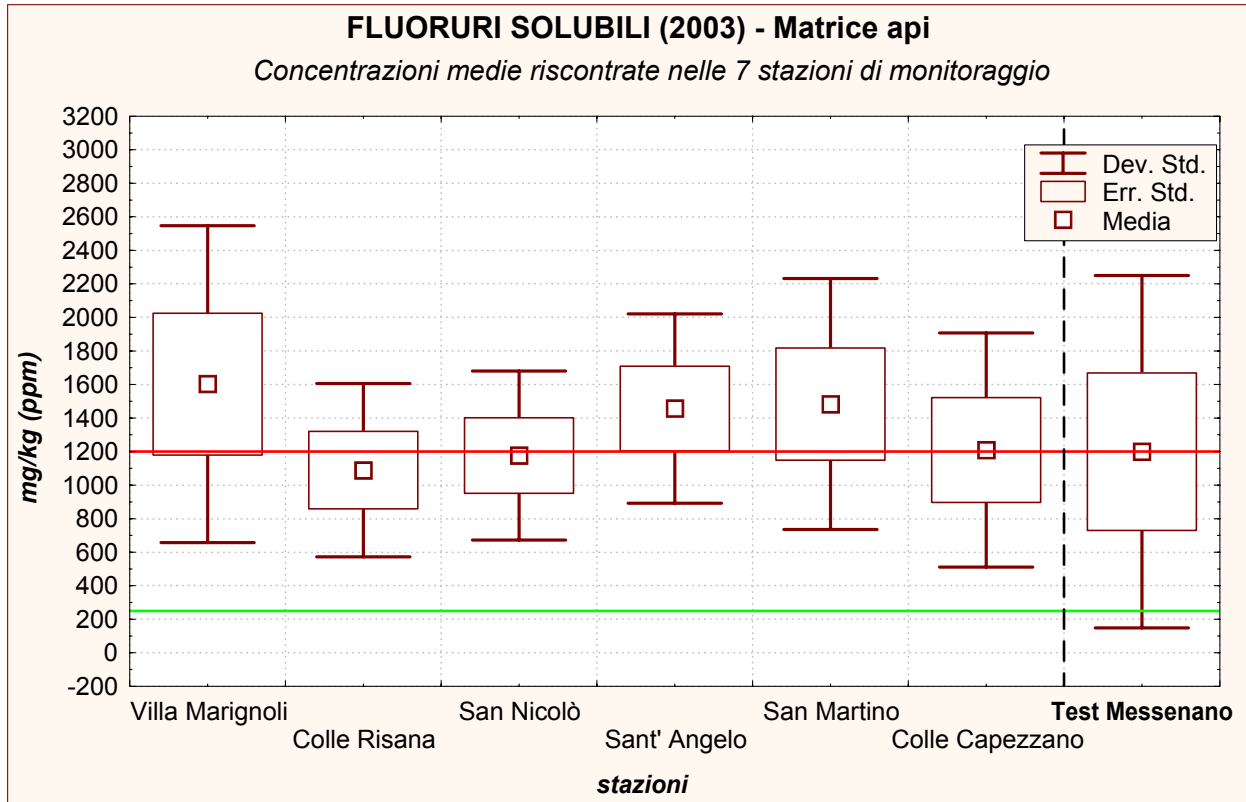 FLUORURI SOLUBILI (2003) - Matrice api
Concentrazioni medie riscontrate nelle 7 stazioni di monitoraggio
3200
3000
2800
2600
2400
2200
2000
1800
1600
1400
1200
1000
800
600
400
200
0
-200
mg/kg (ppm)
Dev. Std.
Err. Std.
Media
Villa Marignoli
Colle Risana
San Nicolò
Sant' Angelo
San Martino
Colle Capezzano
Test Messenano
stazioni